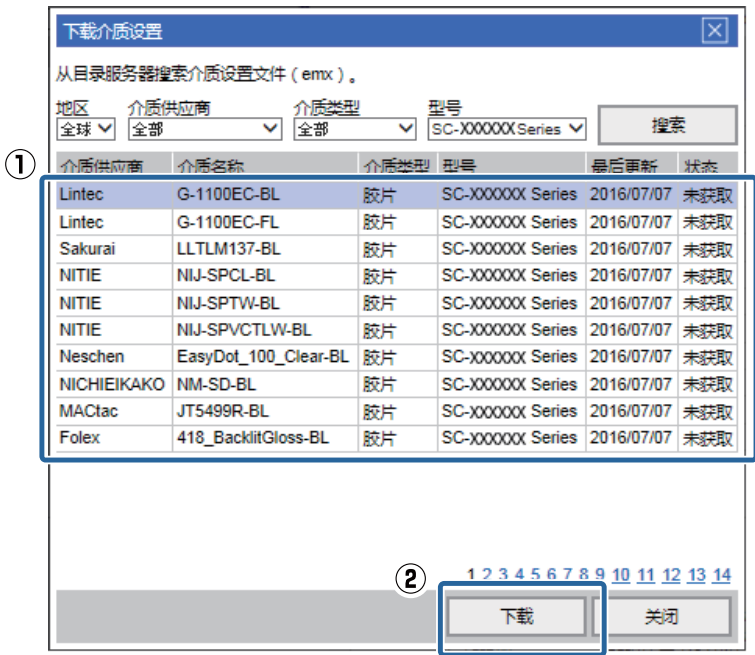 下载介质设置
从目录服务器搜索介质设置文件（emx）。
地区 介质供应商 介质类型 型号
全球 全部 全部 SC-XXXXXX Series 搜索
①
介质供应商 介质名称 介质类型 型号 最后更新 状态
Lintec G-1100EC-BL 胶片 SC-XXXXXX Series 2016/07/07 未获取
Lintec G-1100EC-FL 胶片 SC-XXXXXX Series 2016/07/07 未获取
Sakurai LLTLM137-BL 胶片 SC-XXXXXX Series 2016/07/07 未获取
NITIE NIJ-SPCL-BL 胶片 SC-XXXXXX Series 2016/07/07 未获取
NITIE NIJ-SPTW-BL 胶片 SC-XXXXXX Series 2016/07/07 未获取
NITIE NIJ-SPVCTLW-BL 胶片 SC-XXXXXX Series 2016/07/07 未获取
Neschen EasyDot_100_Clear-BL 胶片 SC-XXXXXX Series 2016/07/07 未获取
NICHIEIKAKO NM-SD-BL 胶片 SC-XXXXXX Series 2016/07/07 未获取
MACtac JT5499R-BL 胶片 SC-XXXXXX Series 2016/07/07 未获取
Folex 418_BacklitGloss-BL 胶片 SC-XXXXXX Series 2016/07/07 未获取
1 2 3 4 5 6 7 8 9 10 11 12 13 14
②
下载 关闭